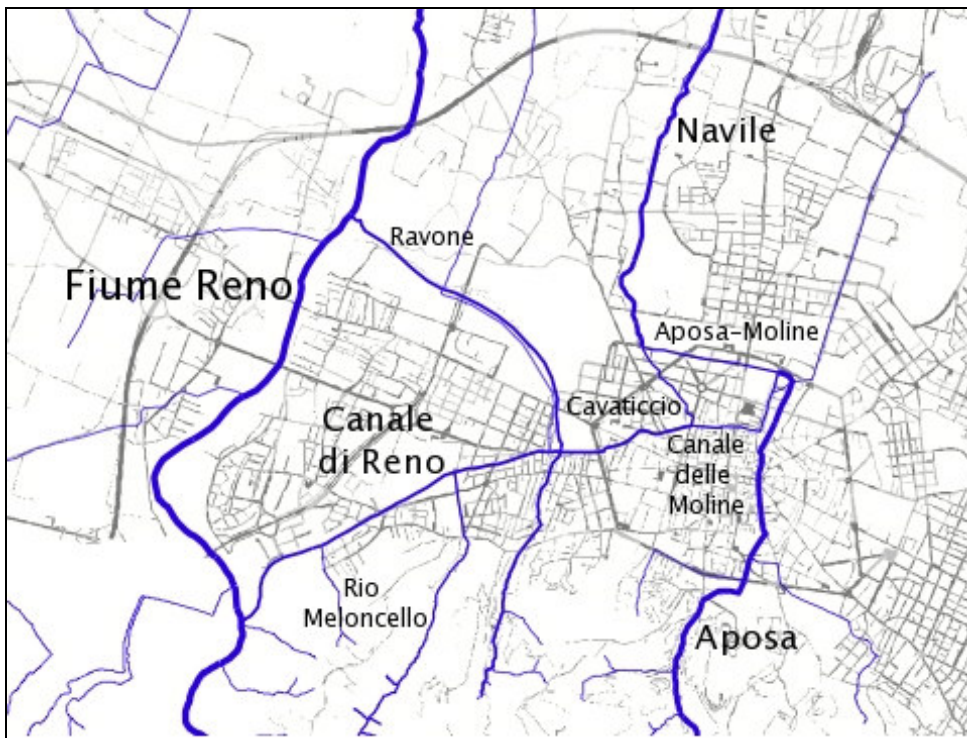 Navile
Ravone
Fiume Reno
Aposa-Moline
Cavaticcio
Canale
di Reno
Canale
delle
Moline
Rio
Meloncello
Aposa